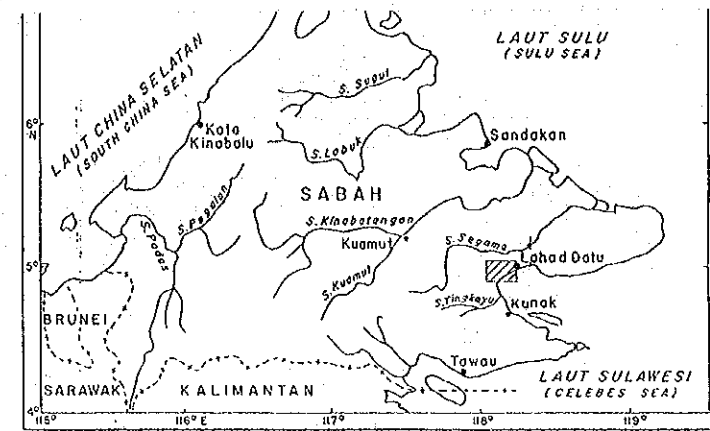 LAUT SULU
(SULU SEA)
LAUT CHINA SELATAN
(SOUTH CHINA SEA)
S. Sugut
6°
N
Kota
Kinabalu
Sandakan
S. Labuk
SABAH
S. Pegalan
S. Padas
S. Kinabatangan
Kuamut
S. Segama
Lahad Datu
5°
S. Kuamut
S. Tingkayu
Kunak
BRUNEI
Tawau
LAUT SULAWESI
(CELEBES SEA)
SARAWAK
KALIMANTAN
4°
115°
116°E
117°
118°
119°